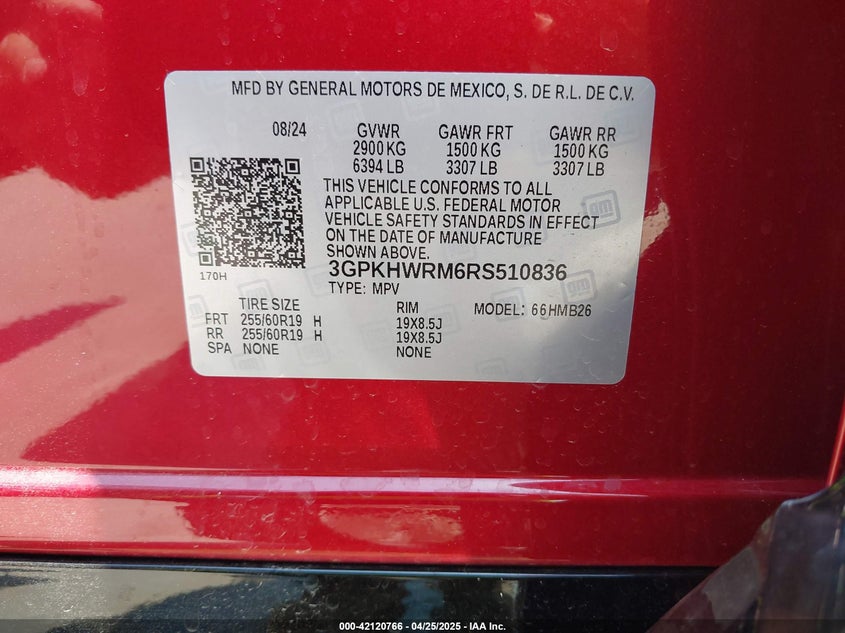 MFD BY GENERAL MOTORS DE MEXICO, S. DE R.L. DE C.V.
08/24 GVWR GAWR FRT GAWR RR
2900 KG 1500 KG 1500 KG
6394 LB 3307 LB 3307 LB
THIS VEHICLE CONFORMS TO ALL
APPLICABLE U.S. FEDERAL MOTOR
VEHICLE SAFETY STANDARDS IN EFFECT
ON THE DATE OF MANUFACTURE
SHOWN ABOVE.
170H
3GPKHWRM6RS510836
TYPE: MPV
TIRE SIZE RIM MODEL: 66HMB26
FRT 255/60R19 H 19X8.5J
RR 255/60R19 H 19X8.5J
SPA NONE NONE
000-42120766 - 04/25/2025 - IAA Inc.